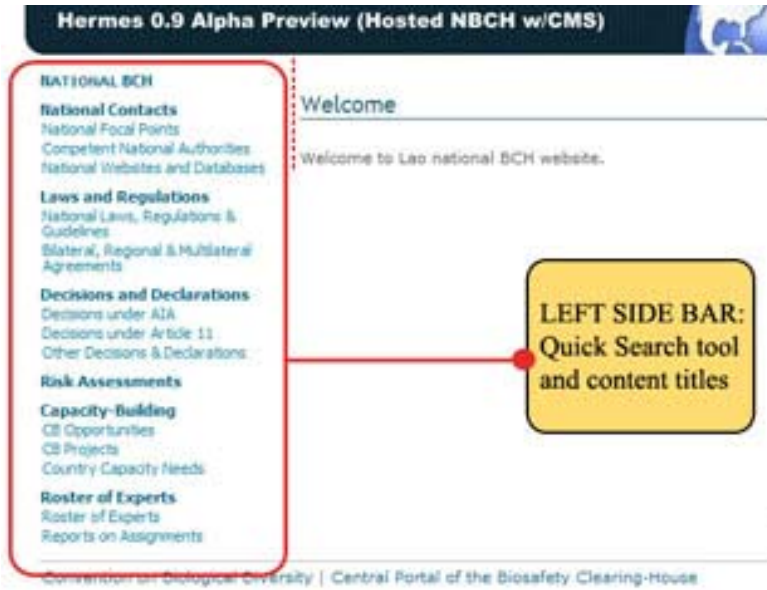 Hermes 0.9 Alpha Preview (Hosted NBCH w/CMS)
NATIONAL BCH
National Contacts
National Focal Points
Competent National Authorities
National Websites and Databases
Laws and Regulations
National Laws, Regulations &
Guidelines
Bilateral, Regional & Multilateral
Agreements
Decisions and Declarations
Decisions under AIA
Decisions under Article 11
Other Decisions & Declarations
Risk Assessments
Capacity-Building
CB Opportunities
CB Projects
Country Capacity Needs
Roster of Experts
Roster of Experts
Reports on Assignments
Welcome
Welcome to Lao national BCH website.
LEFT SIDE BAR:
Quick Search tool
and content titles
Convention on Biological Diversity | Central Portal of the Biosafety Clearing-House